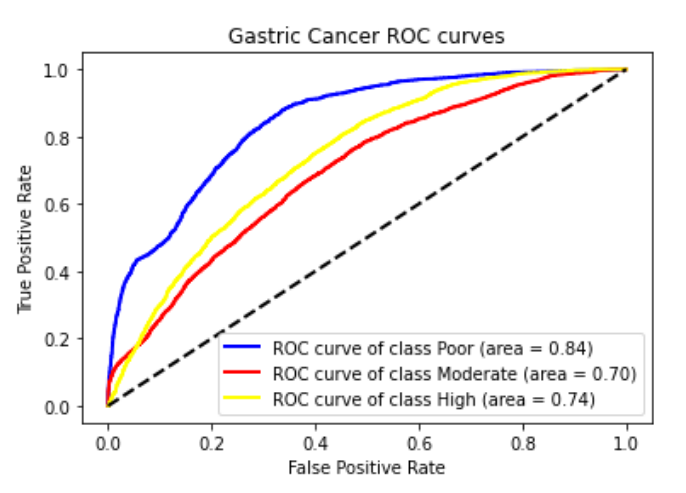 Gastric Cancer ROC curves
1.0
0.8
0.6
0.4
0.2
0.0
True Positive Rate
ROC curve of class Poor (area = 0.84)
ROC curve of class Moderate (area = 0.70)
ROC curve of class High (area = 0.74)
0.0 0.2 0.4 0.6 0.8 1.0
False Positive Rate